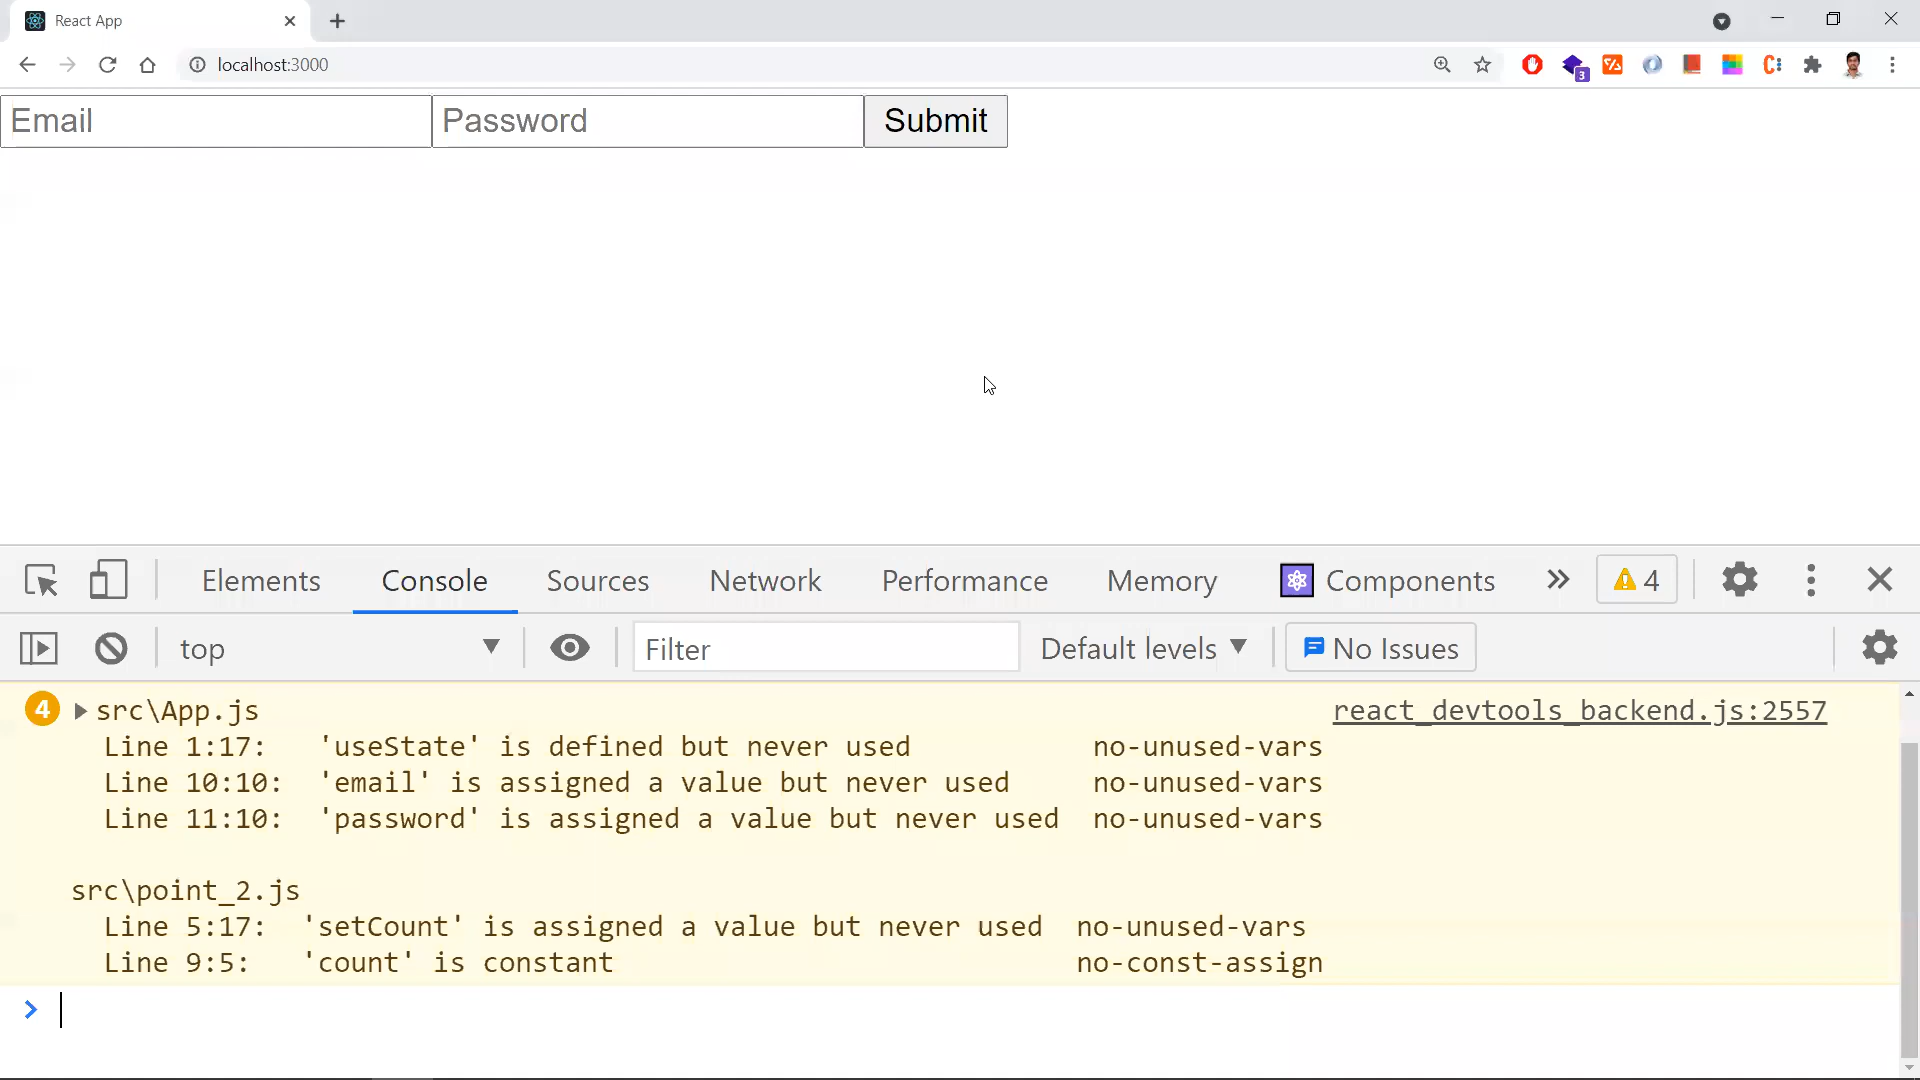 React App
localhost:3000
3
Email Password Submit
Elements Console Sources Network Performance Memory Components 4
top Filter Default levels No Issues
4 src\App.js react_devtools_backend.js:2557
Line 1:17: 'useState' is defined but never used no-unused-vars
Line 10:10: 'email' is assigned a value but never used no-unused-vars
Line 11:10: 'password' is assigned a value but never used no-unused-vars
src\point_2.js
Line 5:17: 'setCount' is assigned a value but never used no-unused-vars
Line 9:5: 'count' is constant no-const-assign